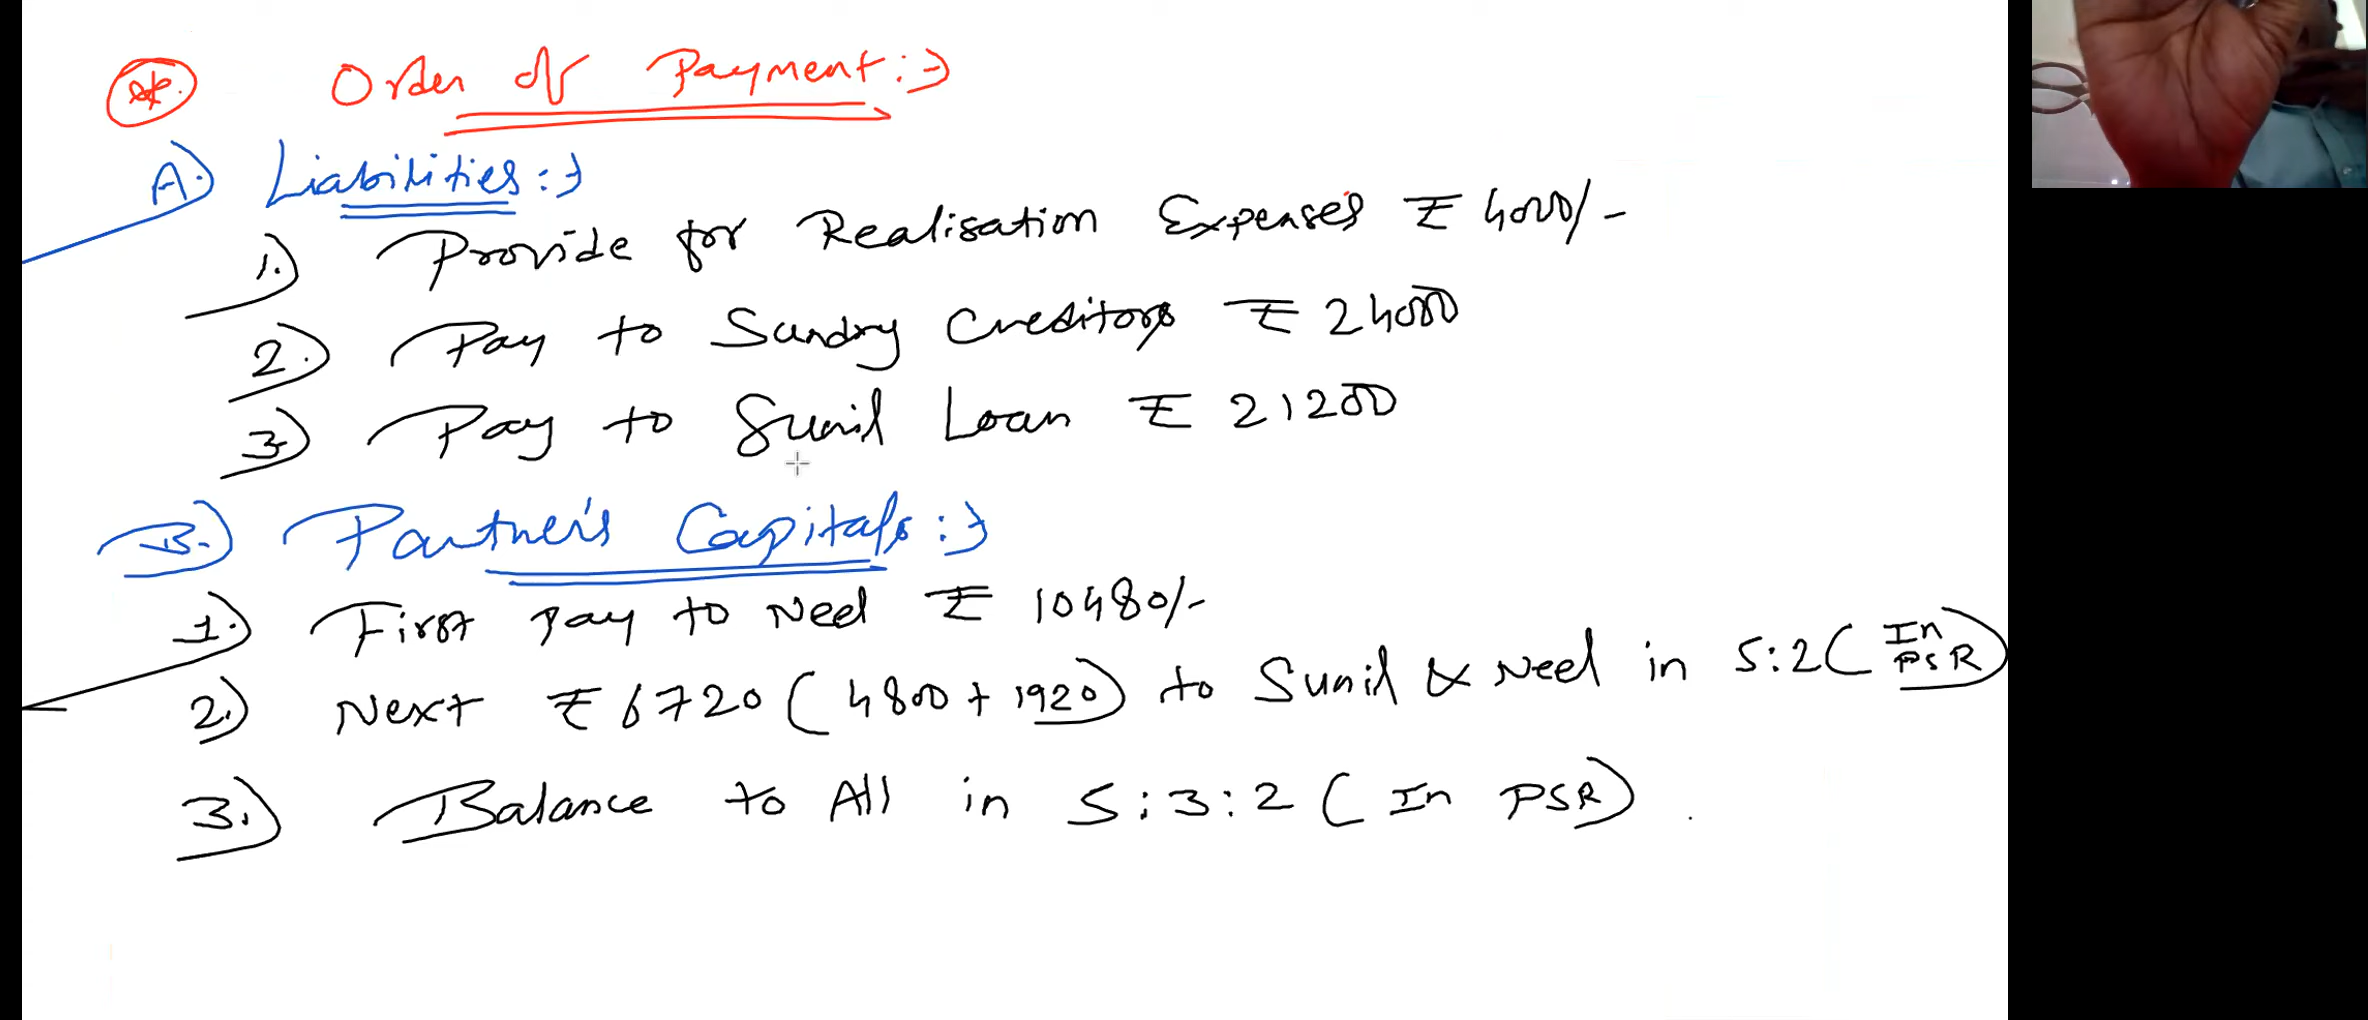 * Order of Payment :→
A.) Liabilities :→
1.) Provide for Realisation Expenses ₹ 4000/-
2.) Pay to Sundry Creditors ₹ 24000
3.) Pay to Sunil Loan ₹ 21200
B.) Partner's Capitals :→
1.) First Pay to Neel ₹ 10480/-
2.) Next ₹ 6720 (4800 + 1920) to Sunil & Neel in 5:2 (In PSR)
3.) Balance to All in 5:3:2 (In PSR).